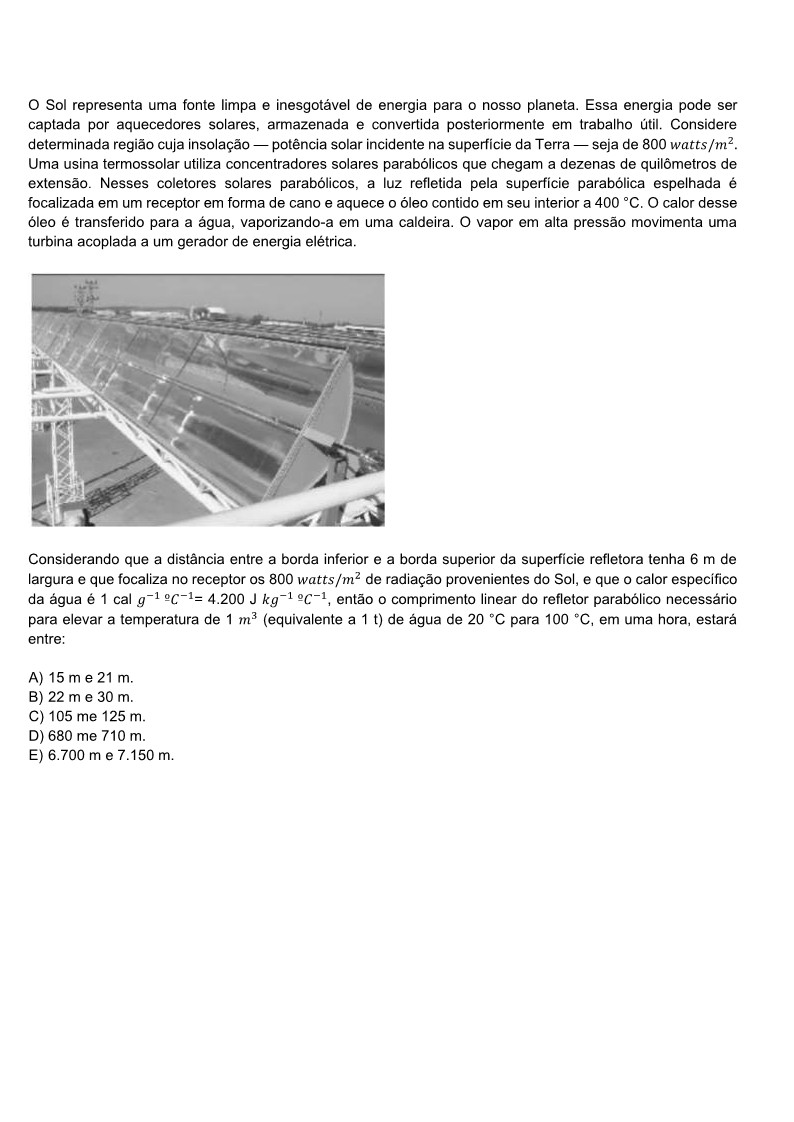 O Sol representa uma fonte limpa e inesgotável de energia para o nosso planeta. Essa energia pode ser
captada por aquecedores solares, armazenada e convertida posteriormente em trabalho útil. Considere
determinada região cuja insolação — potência solar incidente na superfície da Terra — seja de 800 watts/m².
Uma usina termossolar utiliza concentradores solares parabólicos que chegam a dezenas de quilômetros de
extensão. Nesses coletores solares parabólicos, a luz refletida pela superfície parabólica espelhada é
focalizada em um receptor em forma de cano e aquece o óleo contido em seu interior a 400 °C. O calor desse
óleo é transferido para a água, vaporizando-a em uma caldeira. O vapor em alta pressão movimenta uma
turbina acoplada a um gerador de energia elétrica.
Considerando que a distância entre a borda inferior e a borda superior da superfície refletora tenha 6 m de
largura e que focaliza no receptor os 800 watts/m² de radiação provenientes do Sol, e que o calor específico
da água é 1 cal g⁻¹ ºC⁻¹= 4.200 J kg⁻¹ ºC⁻¹, então o comprimento linear do refletor parabólico necessário
para elevar a temperatura de 1 m³ (equivalente a 1 t) de água de 20 °C para 100 °C, em uma hora, estará
entre:
A) 15 m e 21 m.
B) 22 m e 30 m.
C) 105 me 125 m.
D) 680 me 710 m.
E) 6.700 m e 7.150 m.